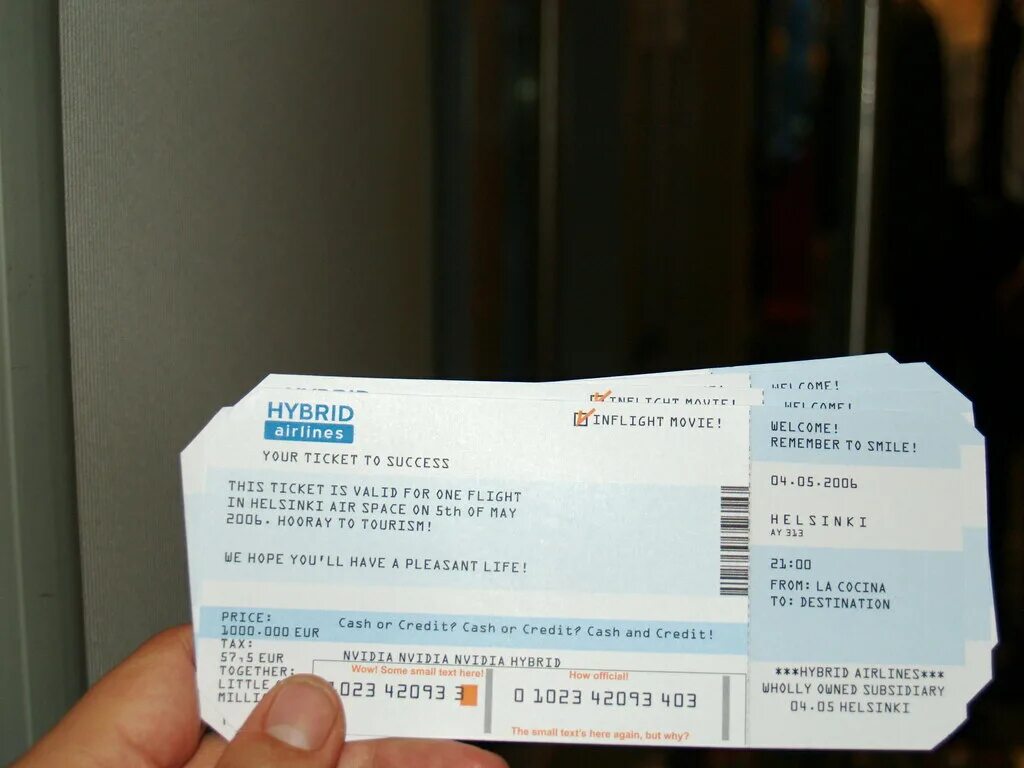 HYBRID
airlines
INFLIGHT MOVIE!
INFLIGHT MOVIE!
YOUR TICKET TO SUCCESS
THIS TICKET IS VALID FOR ONE FLIGHT
IN HELSINKI AIR SPACE ON 5th OF MAY
2006. HOORAY TO TOURISM!
WE HOPE YOU'LL HAVE A PLEASANT LIFE!
PRICE:
1000.000 EUR
TAX:
57,5 EUR
TOGETHER:
LITTLE
Cash or Credit? Cash or Credit? Cash and Credit!
NVIDIA NVIDIA NVIDIA HYBRID
Wow! Some small text here!
How official!
023 42093 3
0 1023 42093 403
The small text's here again, but why?
WELCOME!
WELCOME!
WELCOME!
REMEMBER TO SMILE!
04.05.2006
HELSINKI
AY 313
21:00
FROM: LA COCINA
TO: DESTINATION
***HYBRID AIRLINES***
WHOLLY OWNED SUBSIDIARY
04.05 HELSINKI